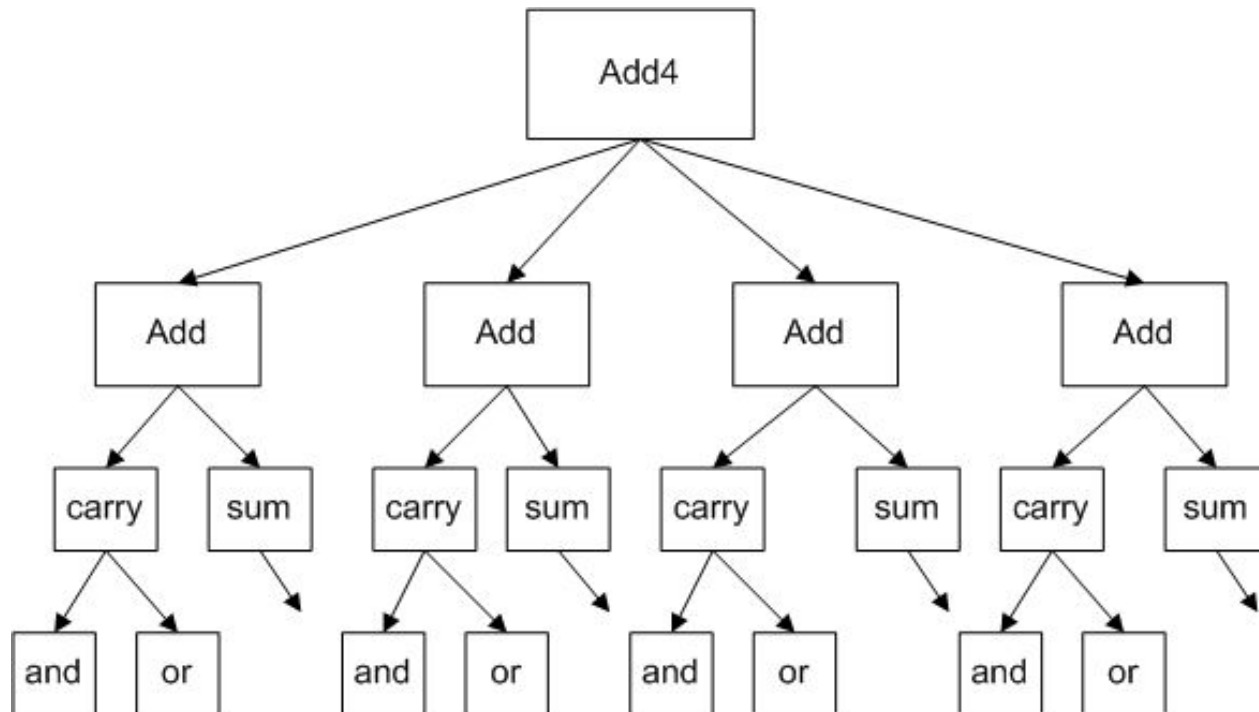 Add4
Add Add Add Add
carry sum carry sum carry sum carry sum
and or and or and or and or